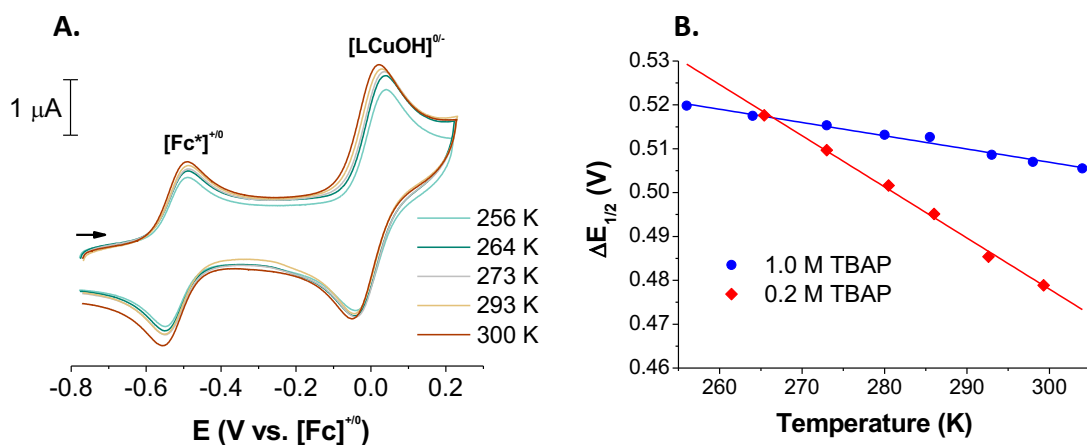 A.
[LCuOH]⁰/⁻
1 μA
[Fc*]⁺/⁰
256 K
264 K
273 K
293 K
300 K
-0.8 -0.6 -0.4 -0.2 0.0 0.2
E (V vs. [Fc]⁺/⁰)
B.
0.53
0.52
0.51
0.50
0.49
0.48
0.47
0.46
ΔE1/2 (V)
1.0 M TBAP
0.2 M TBAP
260 270 280 290 300
Temperature (K)